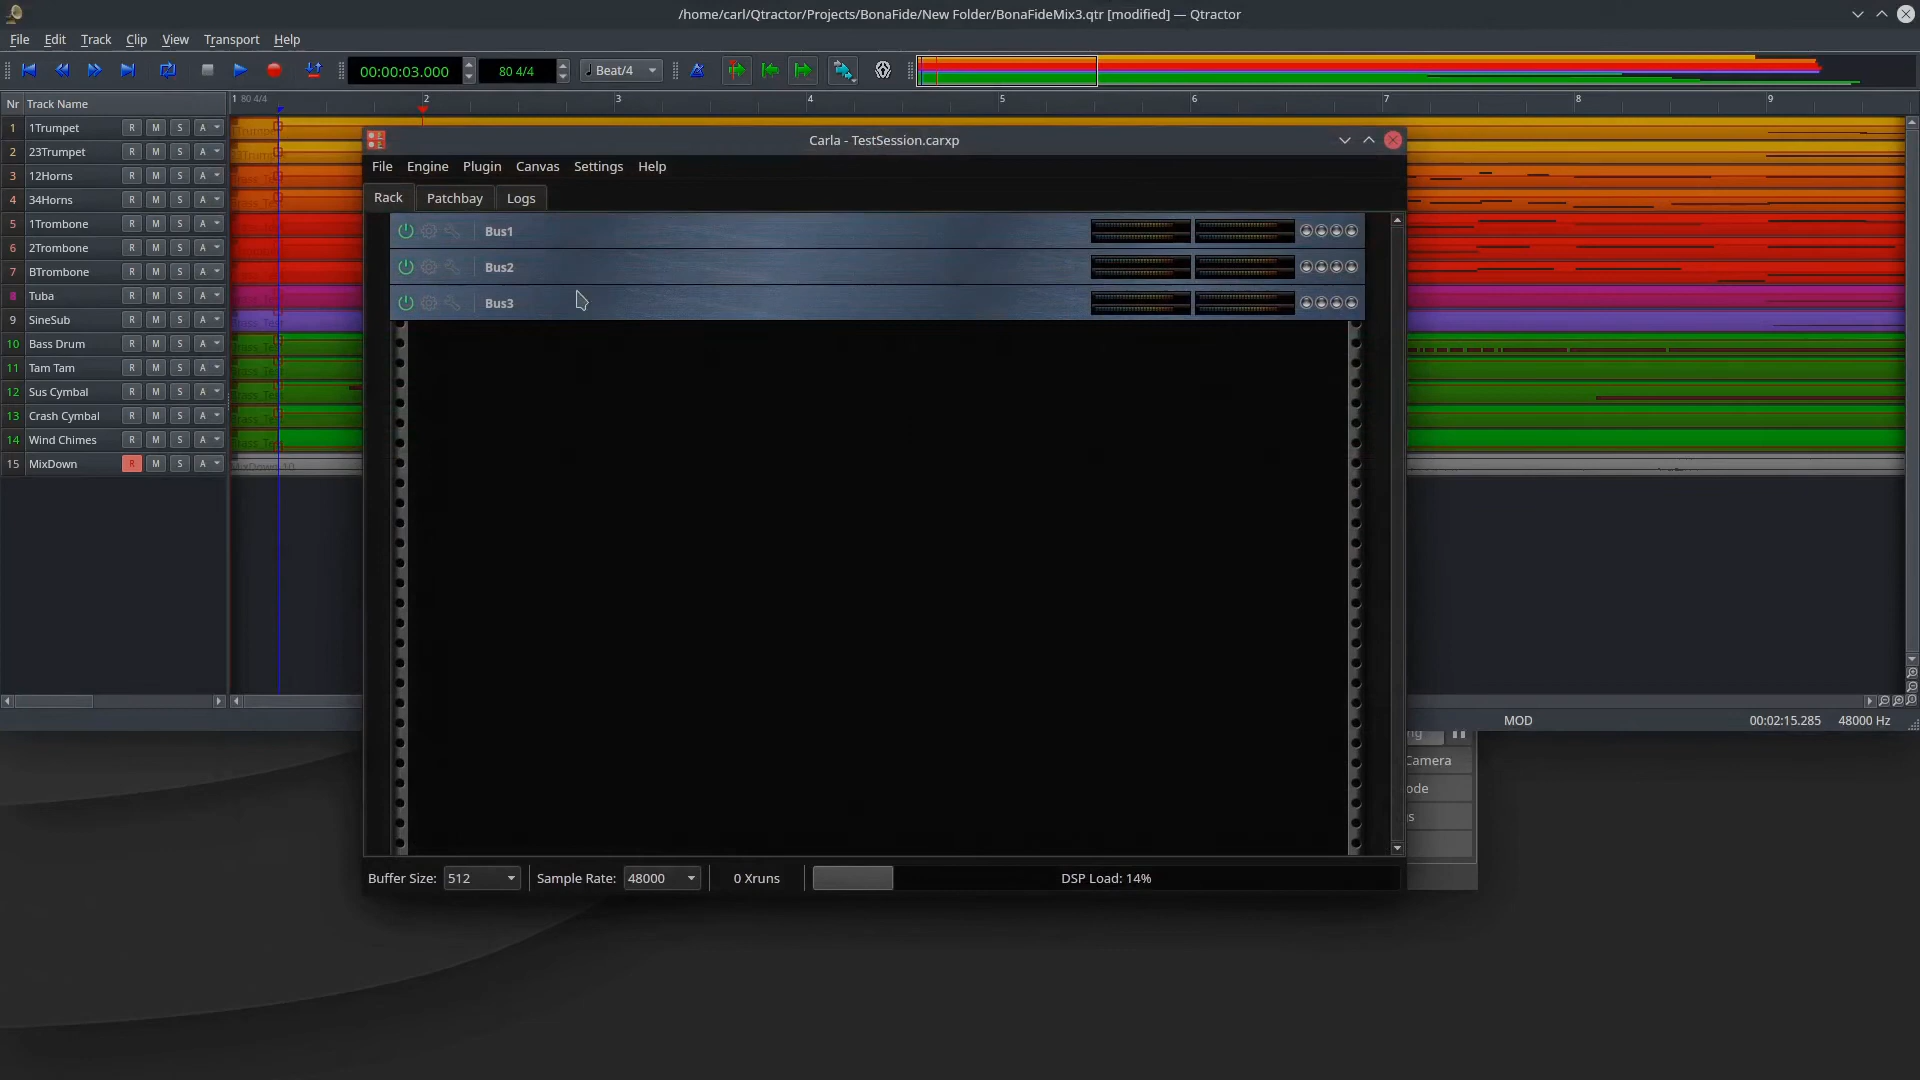 /home/carl/Qtractor/Projects/BonaFide/New Folder/BonaFideMix3.qtr [modified] — Qtractor
File Edit Track Clip View Transport Help
00:00:03.000 80 4/4 Beat/4
Nr Track Name 1 80 4/4 2 3 4 5 6 7 8 9
1 1Trumpet R M S A
2 23Trumpet R M S A
3 12Horns R M S A
4 34Horns R M S A
5 1Trombone R M S A
6 2Trombone R M S A
7 BTrombone R M S A
8 Tuba R M S A
9 SineSub R M S A
10 Bass Drum R M S A
11 Tam Tam R M S A
12 Sus Cymbal R M S A
13 Crash Cymbal R M S A
14 Wind Chimes R M S A
15 MixDown R M S A
Carla - TestSession.carxp
File Engine Plugin Canvas Settings Help
Rack Patchbay Logs
Bus1
Bus2
Bus3
Buffer Size: 512 Sample Rate: 48000 0 Xruns DSP Load: 14%
MOD 00:02:15.285 48000 Hz
Camera
ode